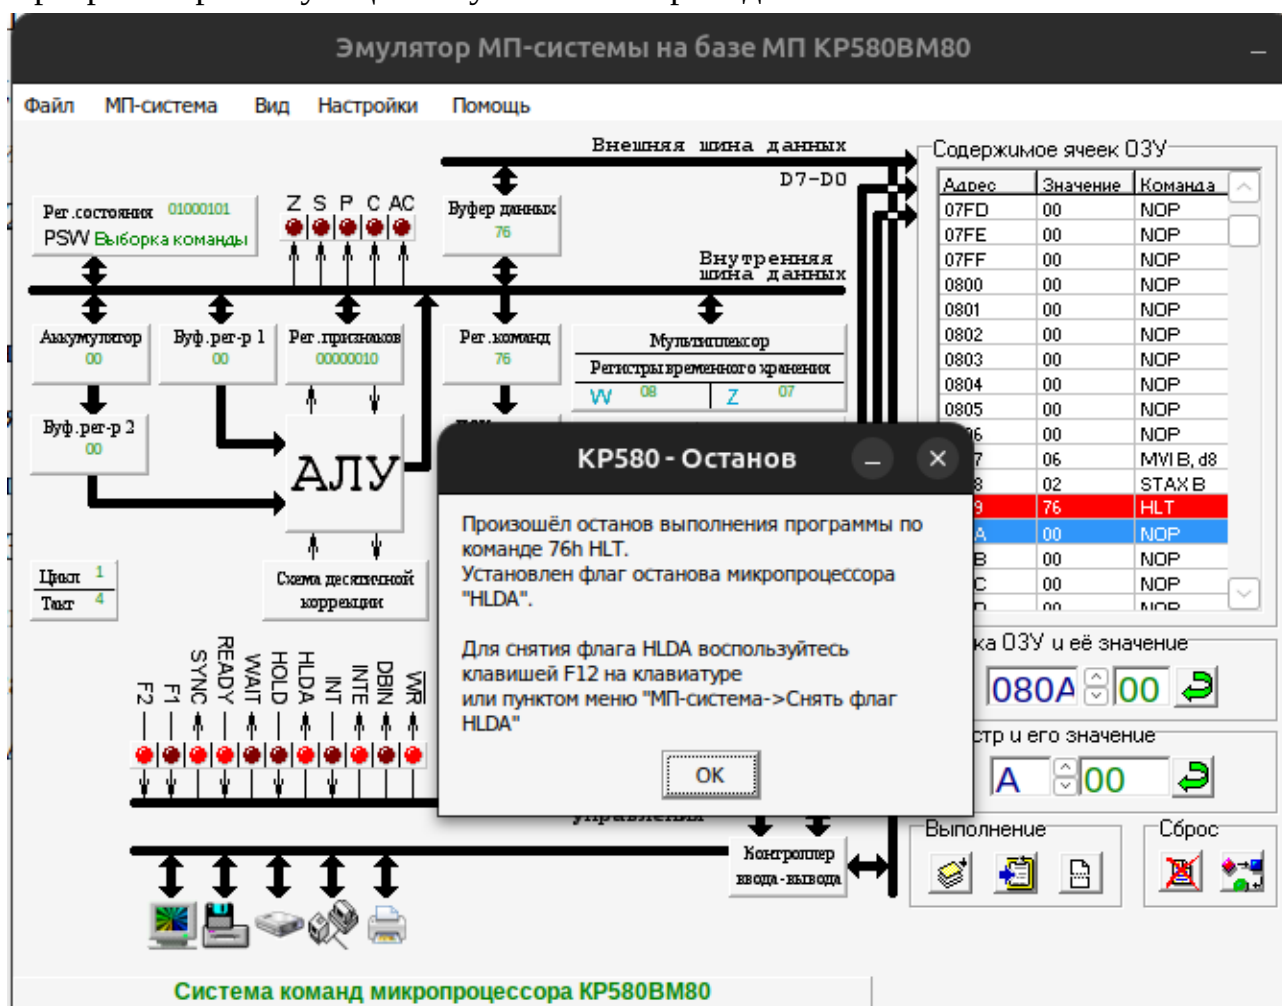 Эмулятор МП-системы на базе МП КР580ВМ80
Файл МП-система Вид Настройки Помощь
Внешняя шина данных
D7-D0
Рег.состояния 01000101
PSW Выборка команды
Z S P C AC
Буфер данных
76
Внутренняя
шина данных
Аккумулятор
00
Буф.рег-р 1
00
Рег.признаков
00000010
Рег.команд
76
Мультиплексор
Регистры временного хранения
W 08 Z 07
Буф.рег-р 2
00
АЛУ
Схема десятичной
коррекции
Цикл 1
Такт 4
F2
F1
SYNC
READY
WAIT
HOLD
HLDA
INT
INTE
DBIN
WR
Контроллер
ввода-вывода
Система команд микропроцессора КР580ВМ80
КР580 - Останов
Произошёл останов выполнения программы по
команде 76h HLT.
Установлен флаг останова микропроцессора
"HLDA".
Для снятия флага HLDA воспользуйтесь
клавишей F12 на клавиатуре
или пунктом меню "МП-система->Снять флаг
HLDA"
OK
Содержимое ячеек ОЗУ
Адрес Значение Команда
07FD 00 NOP
07FE 00 NOP
07FF 00 NOP
0800 00 NOP
0801 00 NOP
0802 00 NOP
0803 00 NOP
0804 00 NOP
0805 00 NOP
06 00 NOP
7 06 MVI B, d8
8 02 STAX B
9 76 HLT
A 00 NOP
B 00 NOP
C 00 NOP
D 00 NOP
ка ОЗУ и её значение
080A 00
стр и его значение
A 00
Выполнение
Сброс